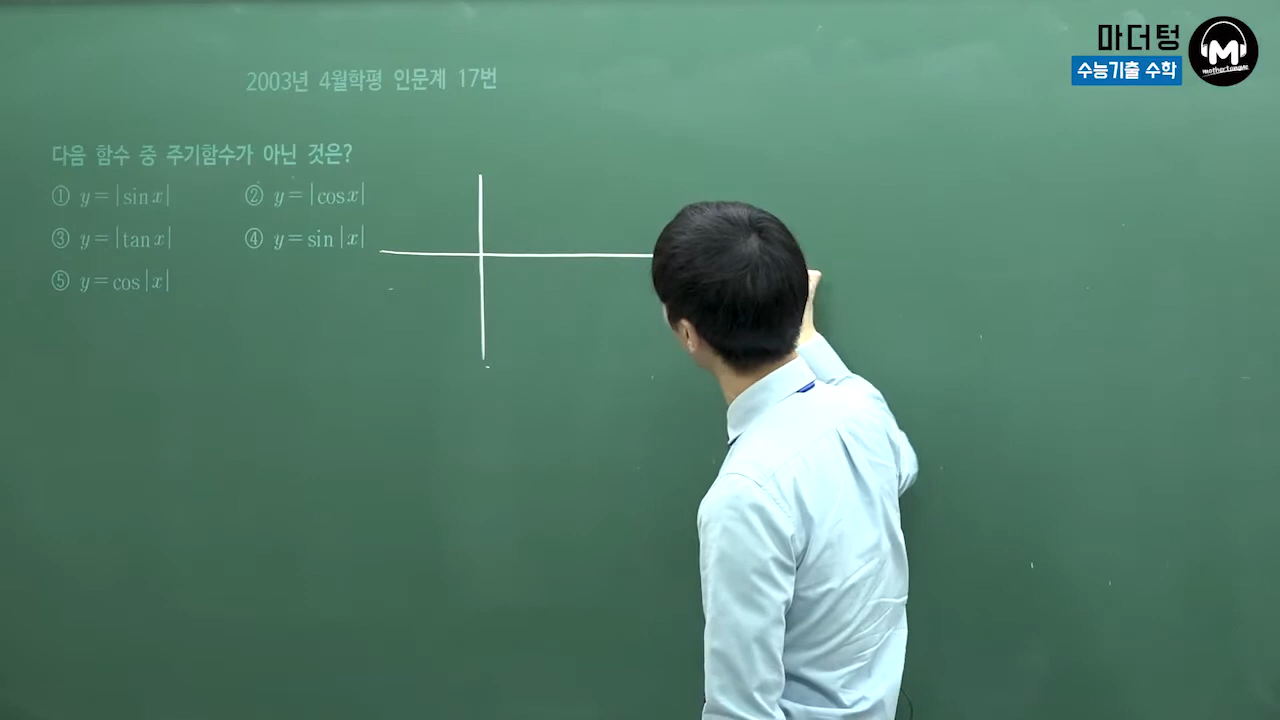 마더텅
수능기출 수학
M
mothertongue
2003년 4월학평 인문계 17번
다음 함수 중 주기함수가 아닌 것은?
① y=|sin x| ② y=|cos x|
③ y=|tan x| ④ y=sin|x|
⑤ y=cos|x|